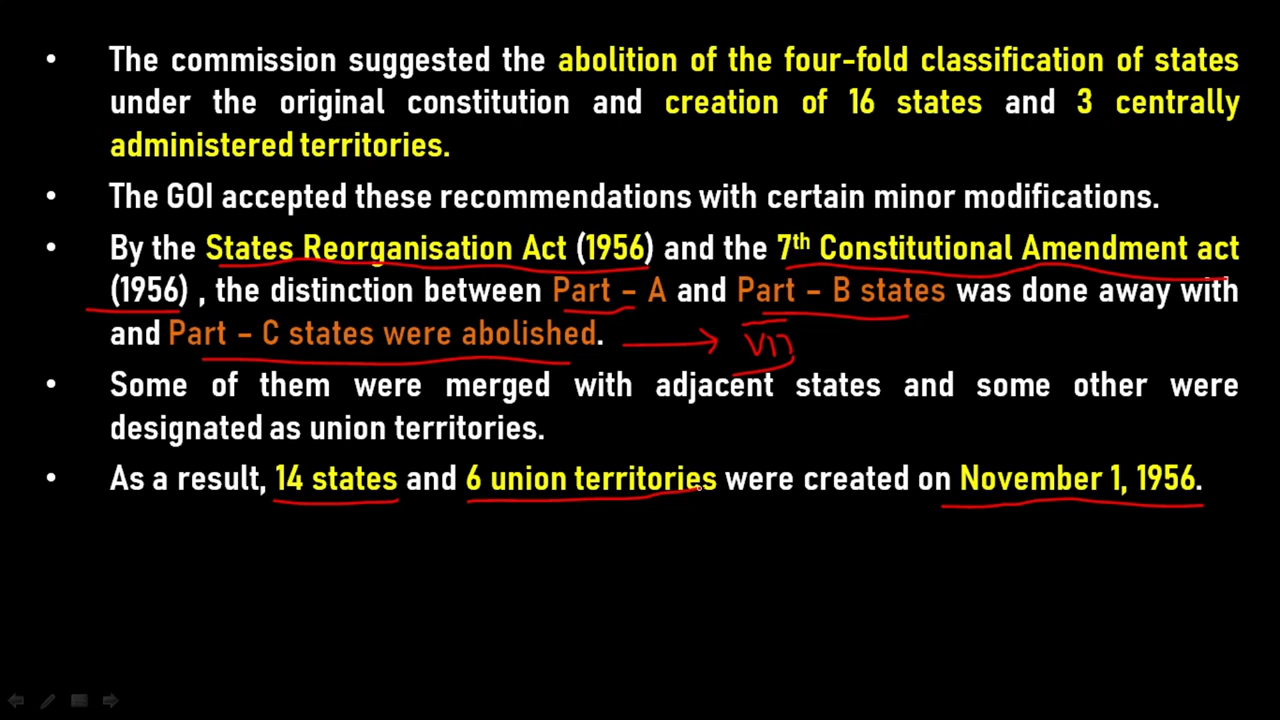 • The commission suggested the abolition of the four-fold classification of states
under the original constitution and creation of 16 states and 3 centrally
administered territories.
• The GOI accepted these recommendations with certain minor modifications.
• By the States Reorganisation Act (1956) and the 7th Constitutional Amendment act
(1956) , the distinction between Part – A and Part – B states was done away with
and Part – C states were abolished.
• Some of them were merged with adjacent states and some other were
designated as union territories.
• As a result, 14 states and 6 union territories were created on November 1, 1956.